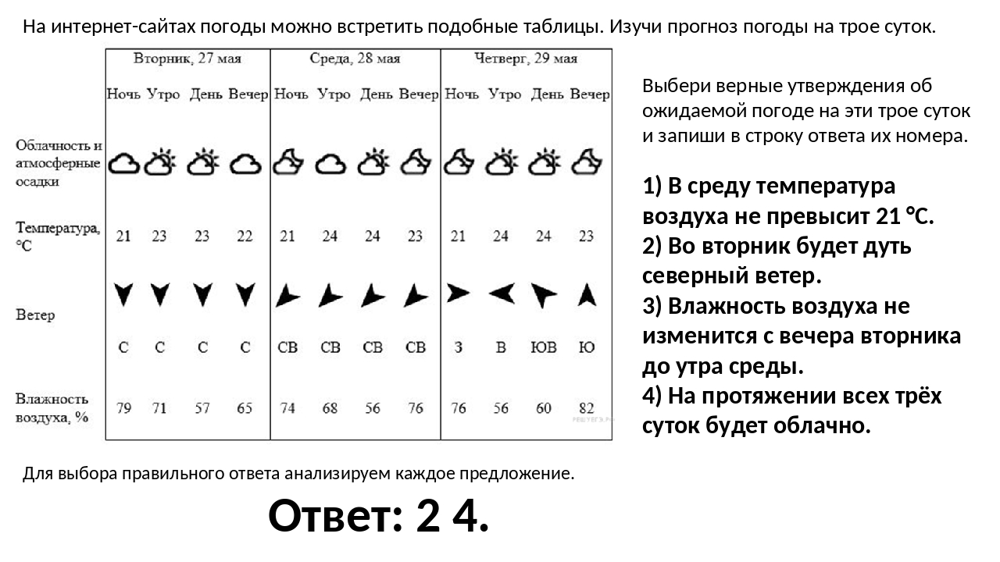 На интернет-сайтах погоды можно встретить подобные таблицы. Изучи прогноз погоды на трое суток.
Вторник, 27 мая Среда, 28 мая Четверг, 29 мая
Ночь Утро День Вечер Ночь Утро День Вечер Ночь Утро День Вечер
Облачность и
атмосферные
осадки
Температура,
°С
21 23 23 22 21 24 24 23 21 24 24 23
Ветер
С С С С СВ СВ СВ СВ З В ЮВ Ю
Влажность
воздуха, %
79 71 57 65 74 68 56 76 76 56 60 82
РЕШУЕГЭ.РФ
Выбери верные утверждения об
ожидаемой погоде на эти трое суток
и запиши в строку ответа их номера.
1) В среду температура
воздуха не превысит 21 °С.
2) Во вторник будет дуть
северный ветер.
3) Влажность воздуха не
изменится с вечера вторника
до утра среды.
4) На протяжении всех трёх
суток будет облачно.
Для выбора правильного ответа анализируем каждое предложение.
Ответ: 2 4.